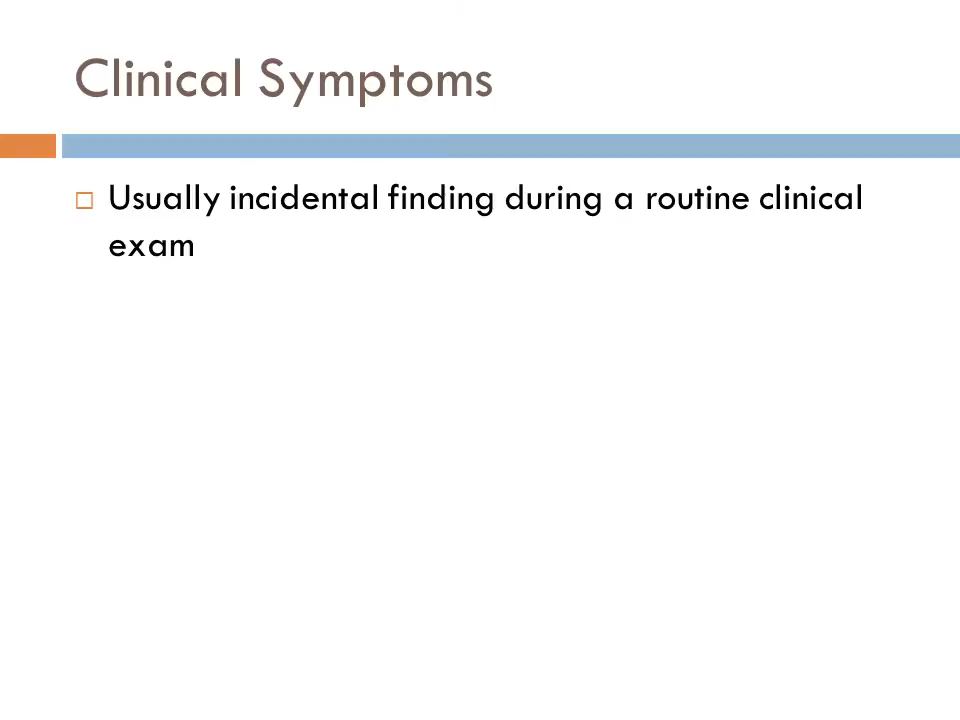 Clinical Symptoms
Usually incidental finding during a routine clinical
exam